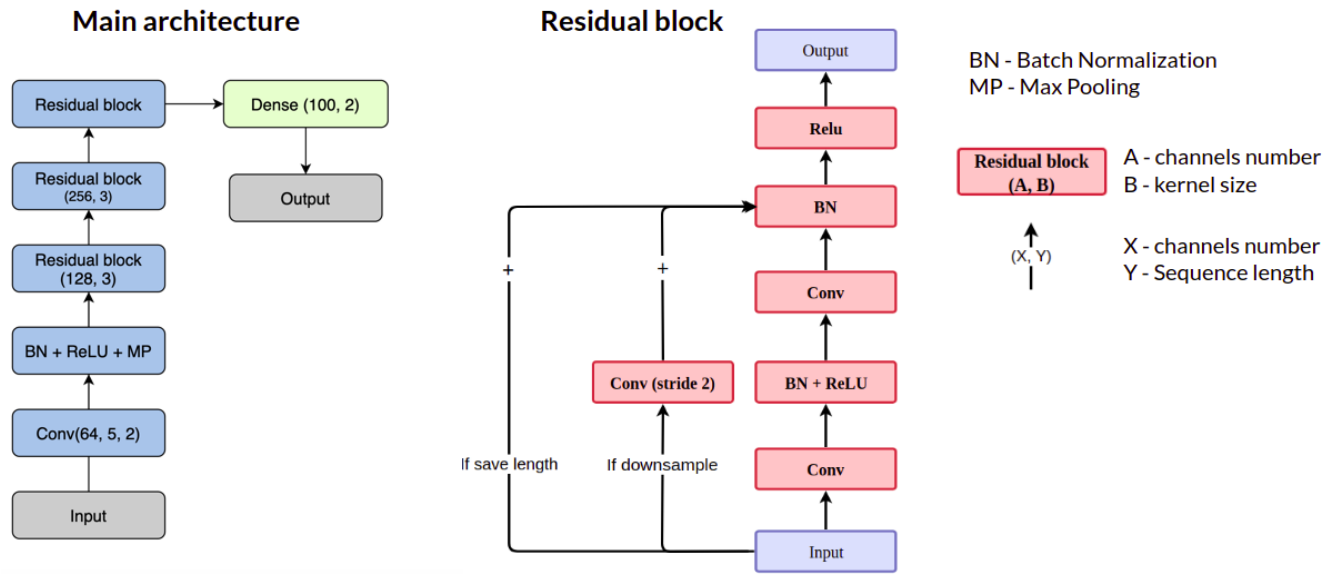 Main architecture
Residual block
Dense (100, 2)
Residual block
(256, 3)
Output
Residual block
(128, 3)
BN + ReLU + MP
Conv(64, 5, 2)
Input
Residual block
Output
Relu
BN
+
+
Conv
Conv (stride 2)
BN + ReLU
If save length
If downsample
Conv
Input
BN - Batch Normalization
MP - Max Pooling
Residual block
(A, B)
A - channels number
B - kernel size
(X, Y)
X - channels number
Y - Sequence length